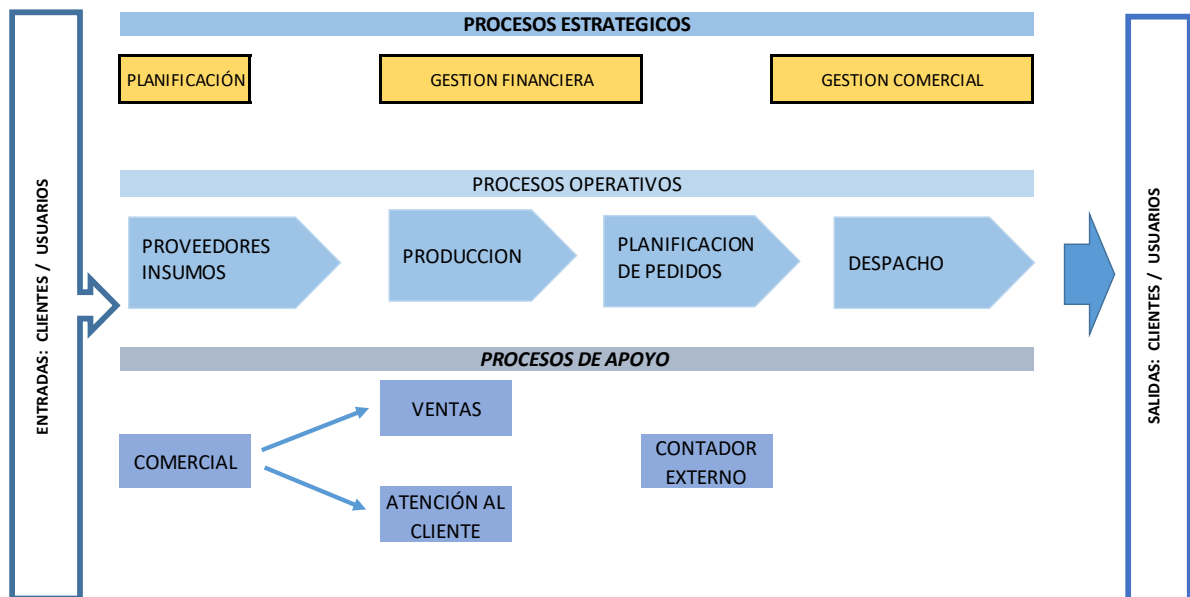 ENTRADAS: CLIENTES / USUARIOS
PROCESOS ESTRATEGICOS
PLANIFICACIÓN
GESTION FINANCIERA
GESTION COMERCIAL
PROCESOS OPERATIVOS
PROVEEDORES
INSUMOS
PRODUCCION
PLANIFICACION
DE PEDIDOS
DESPACHO
PROCESOS DE APOYO
COMERCIAL
VENTAS
ATENCIÓN AL
CLIENTE
CONTADOR
EXTERNO
SALIDAS: CLIENTES / USUARIOS